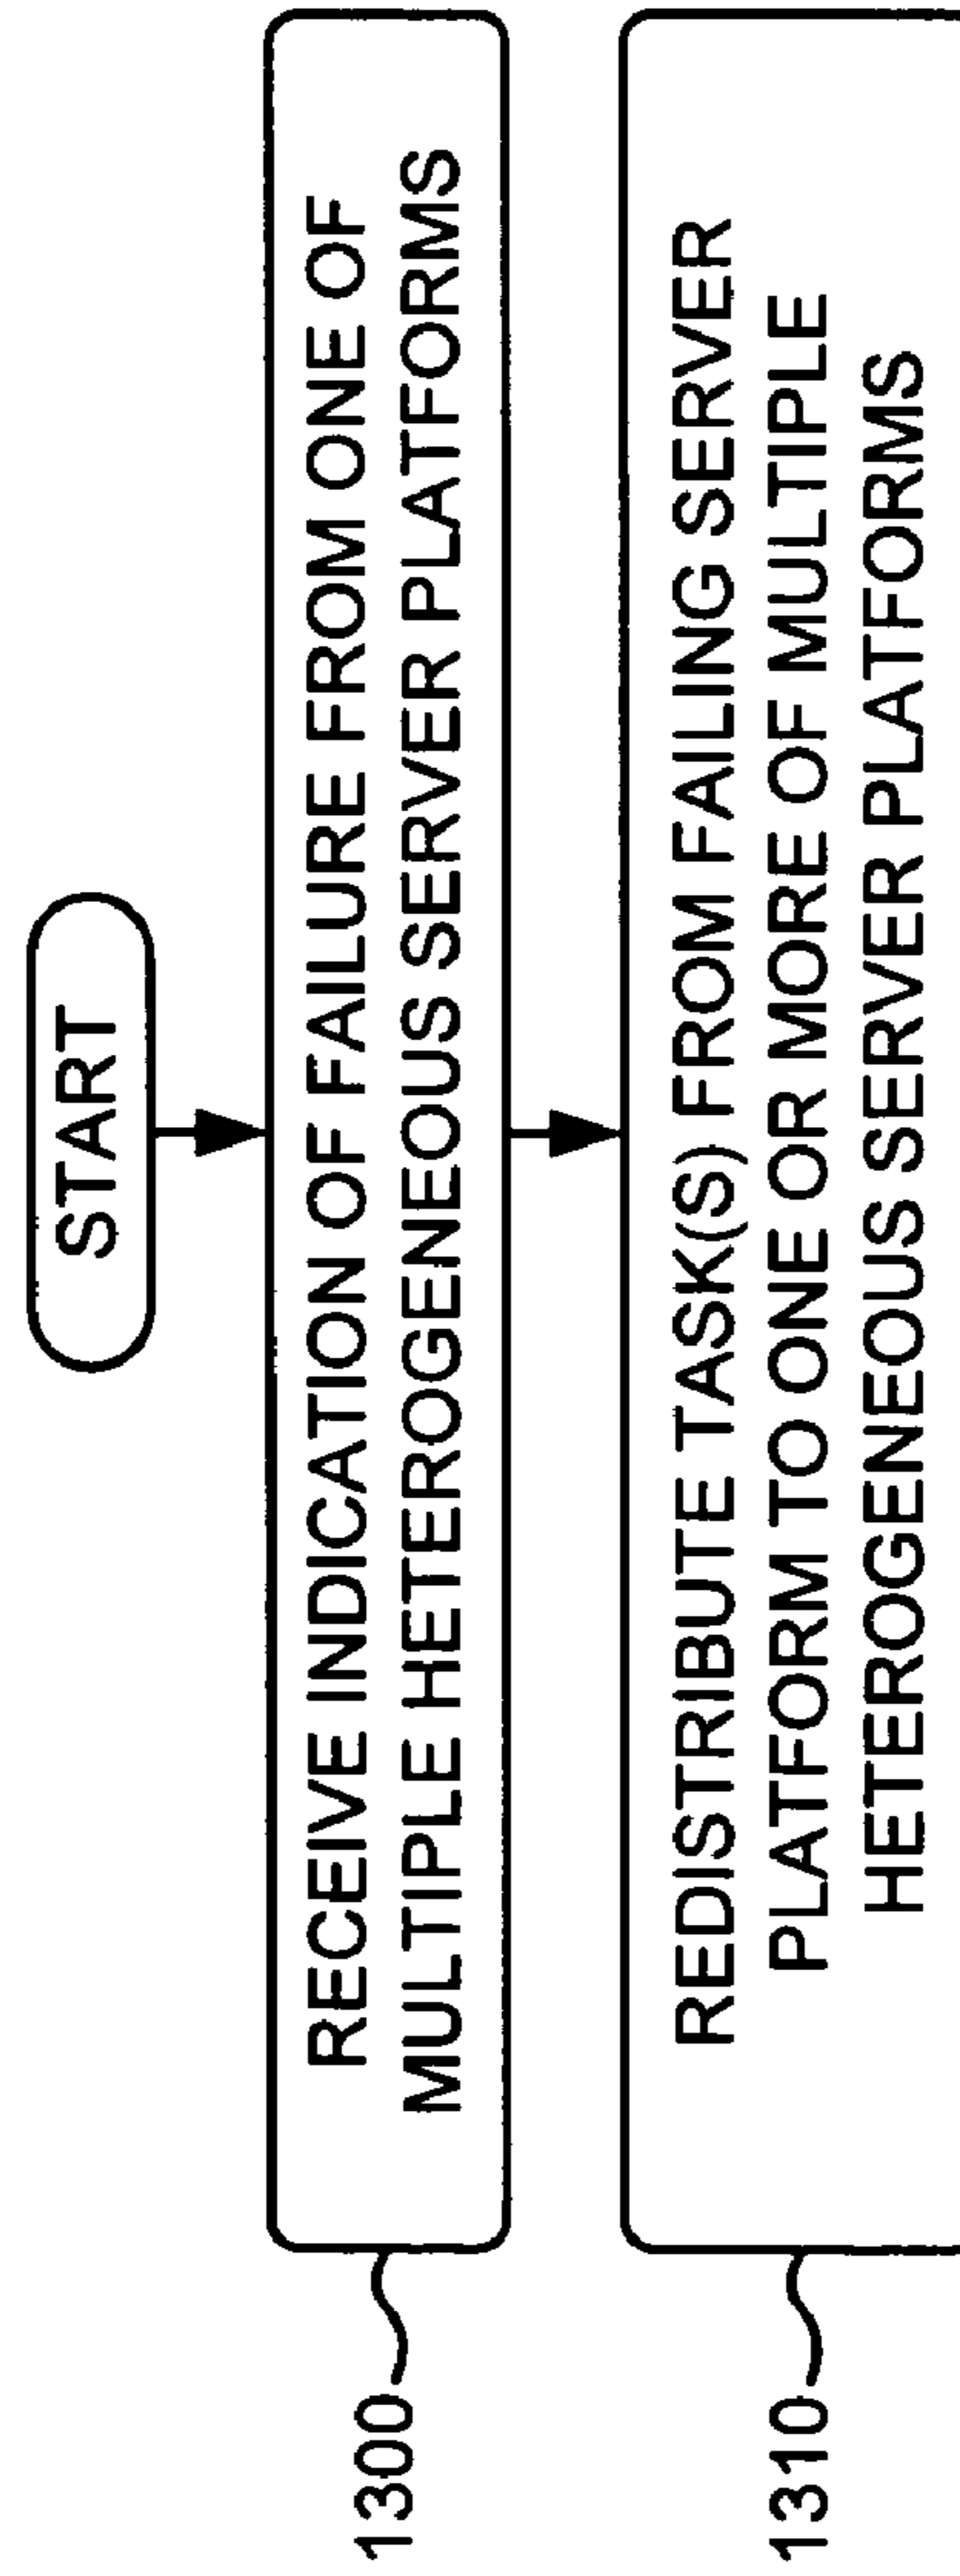 START
1300
RECEIVE INDICATION OF FAILURE FROM ONE OF
MULTIPLE HETEROGENEOUS SERVER PLATFORMS
1310
REDISTRIBUTE TASK(S) FROM FAILING SERVER
PLATFORM TO ONE OR MORE OF MULTIPLE
HETEROGENEOUS SERVER PLATFORMS